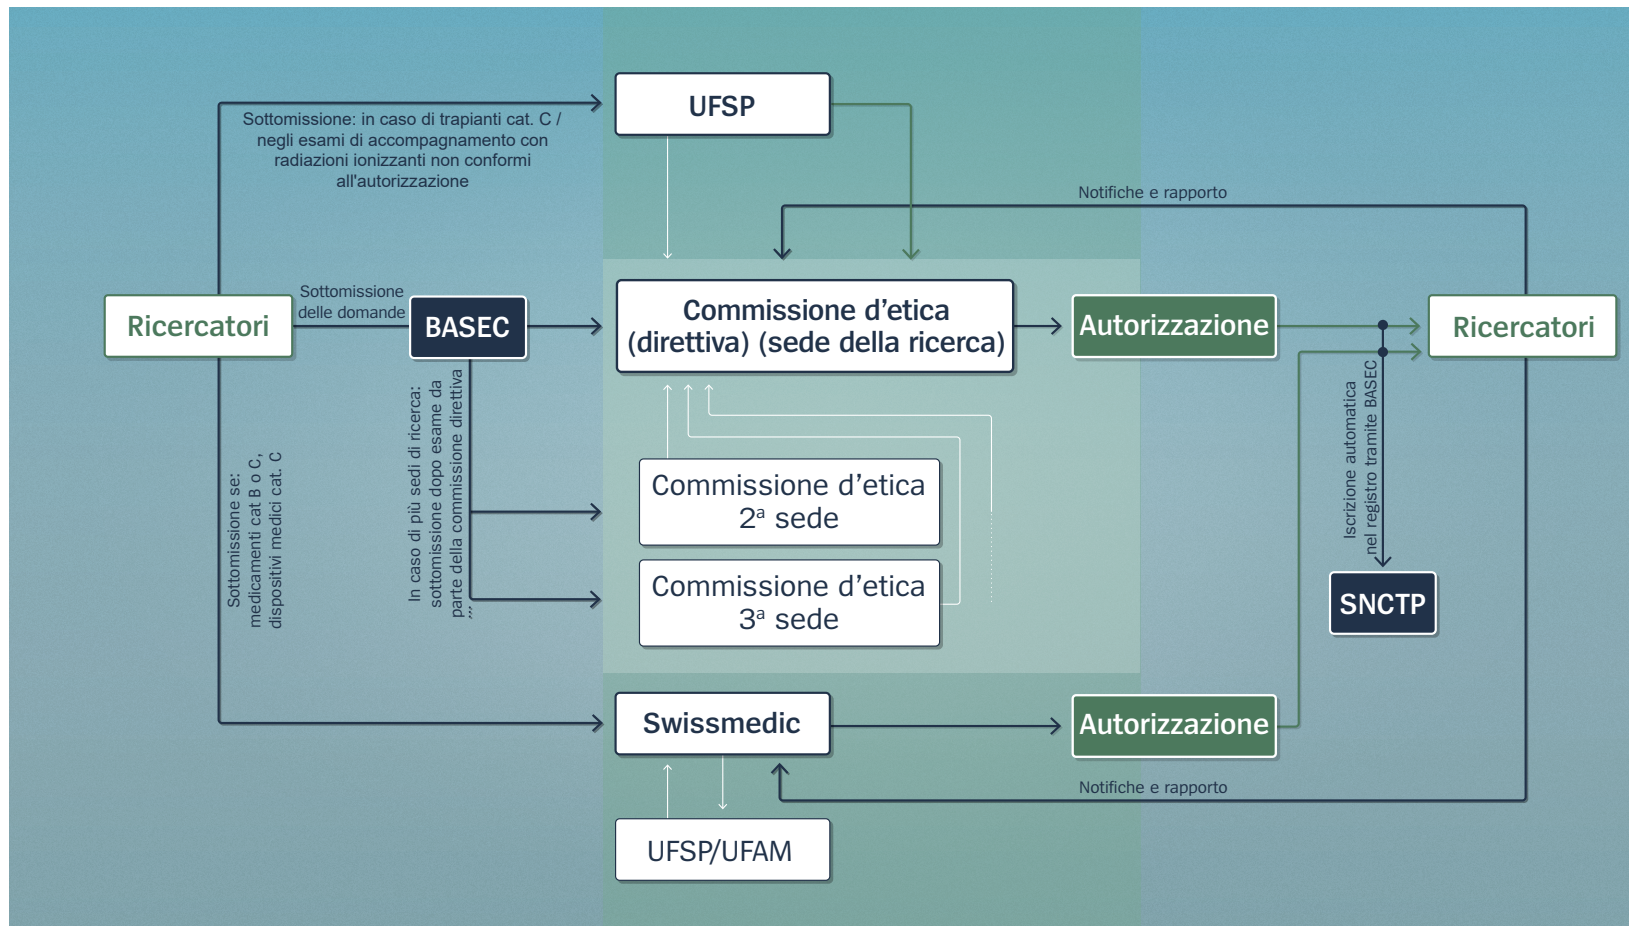 UFSP
Sottomissione: in caso di trapianti cat. C /
negli esami di accompagnamento con
radiazioni ionizzanti non conformi
all'autorizzazione
Notifiche e rapporto
Ricercatori
Sottomissione
delle domande
BASEC
Commissione d’etica
(direttiva) (sede della ricerca)
Autorizzazione
Ricercatori
Sottomissione se:
medicamenti cat B o C,
dispositivi medici cat. C
In caso di più sedi di ricerca:
sottomissione dopo esame da
parte della commissione direttiva
,,,
Commissione d’etica
2ª sede
Commissione d’etica
3ª sede
Iscrizione automatica
nel registro tramite BASEC
SNCTP
Swissmedic
Autorizzazione
Notifiche e rapporto
UFSP/UFAM